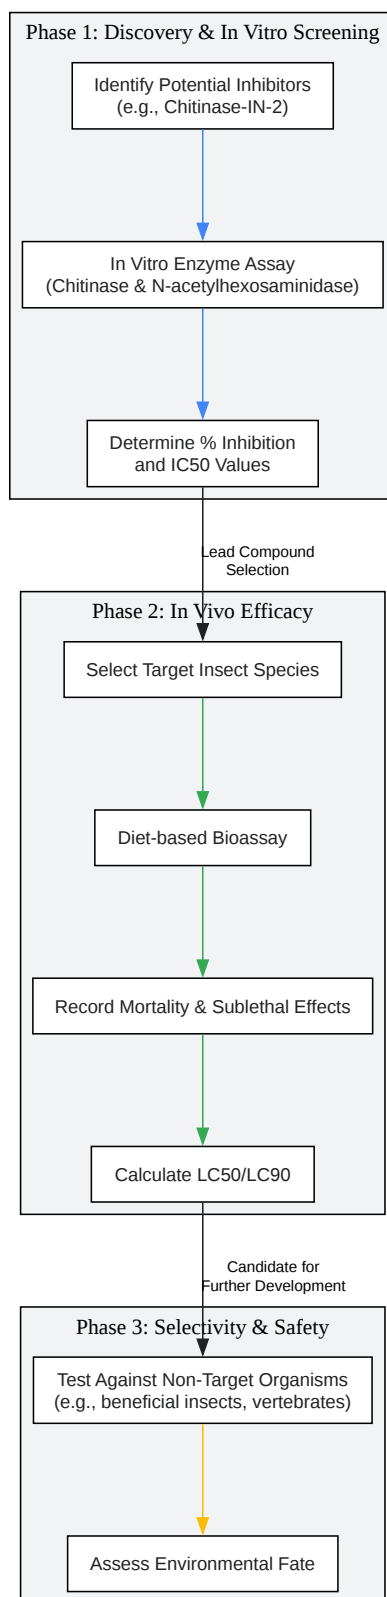 Phase 1: Discovery & In Vitro Screening
Identify Potential Inhibitors
(e.g., Chitinase-IN-2)
In Vitro Enzyme Assay
(Chitinase & N-acetylhexosaminidase)
Determine % Inhibition
and IC50 Values
Lead Compound
Selection
Phase 2: In Vivo Efficacy
Select Target Insect Species
Diet-based Bioassay
Record Mortality & Sublethal Effects
Calculate LC50/LC90
Candidate for
Further Development
Phase 3: Selectivity & Safety
Test Against Non-Target Organisms
(e.g., beneficial insects, vertebrates)
Assess Environmental Fate